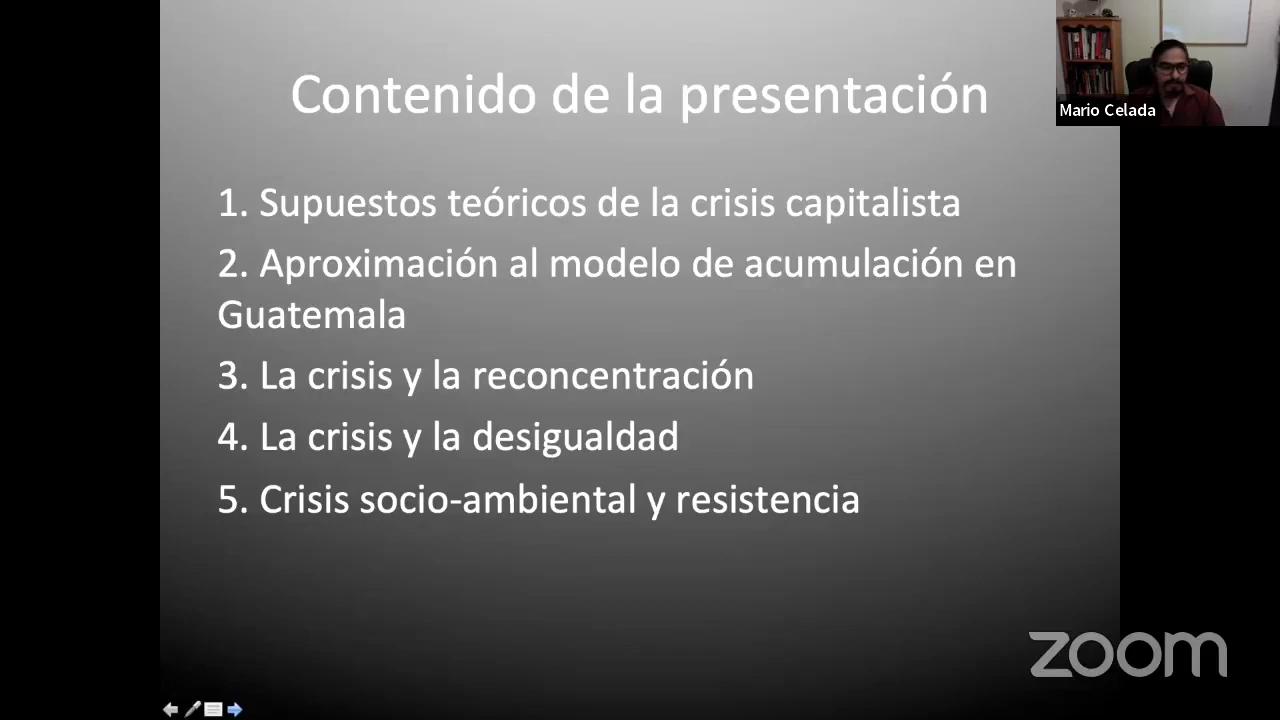 Contenido de la presentación
Mario Celada
1. Supuestos teóricos de la crisis capitalista
2. Aproximación al modelo de acumulación en
Guatemala
3. La crisis y la reconcentración
4. La crisis y la desigualdad
5. Crisis socio-ambiental y resistencia
zoom